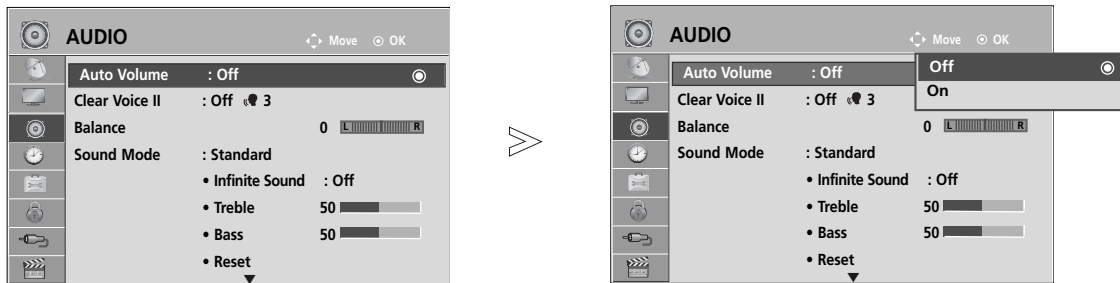 AUDIO
Move OK
Auto Volume : Off
Clear Voice II : Off 3
Balance 0 L R
Sound Mode : Standard
• Infinite Sound : Off
• Treble 50
• Bass 50
• Reset
AUDIO
Move OK
Auto Volume : Off
Off
On
Clear Voice II : Off 3
Balance 0 L R
Sound Mode : Standard
• Infinite Sound : Off
• Treble 50
• Bass 50
• Reset